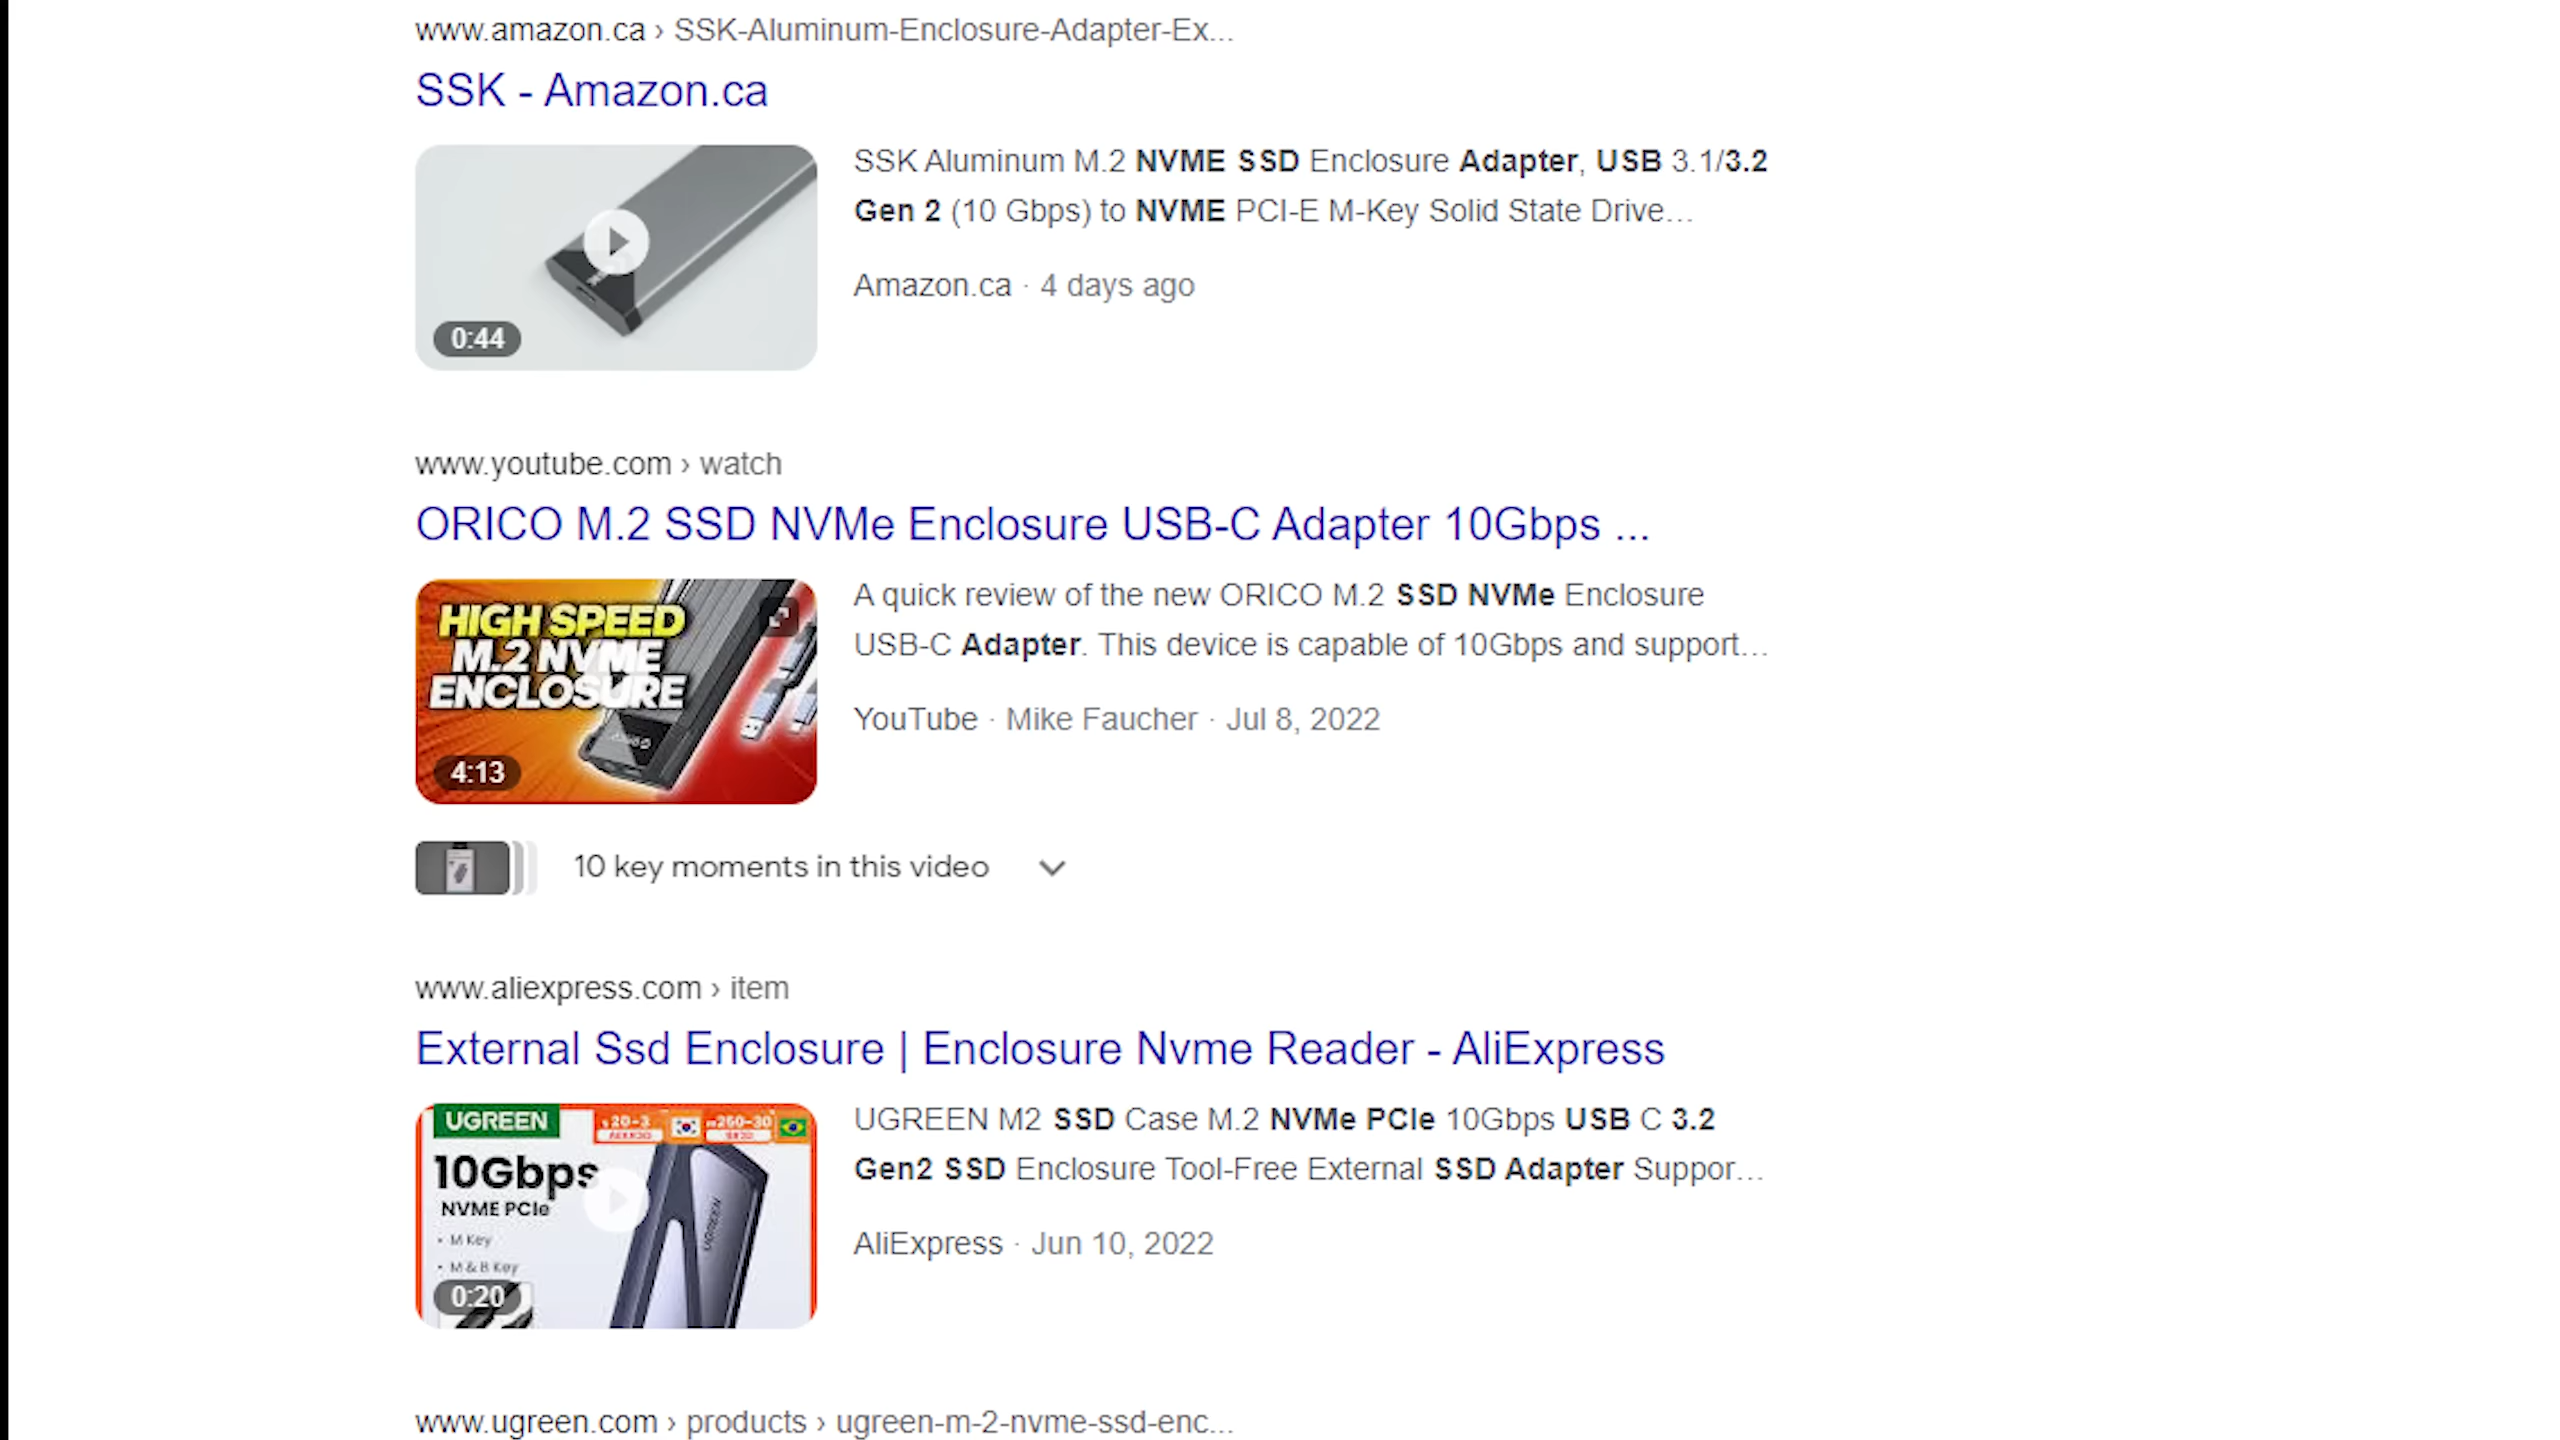 www.amazon.ca › SSK-Aluminum-Enclosure-Adapter-Ex...
SSK - Amazon.ca
SSK Aluminum M.2 NVME SSD Enclosure Adapter, USB 3.1/3.2
Gen 2 (10 Gbps) to NVME PCI-E M-Key Solid State Drive...
Amazon.ca · 4 days ago
0:44
www.youtube.com › watch
ORICO M.2 SSD NVMe Enclosure USB-C Adapter 10Gbps ...
HIGH SPEED
M.2 NVME
ENCLOSURE
4:13
A quick review of the new ORICO M.2 SSD NVMe Enclosure
USB-C Adapter. This device is capable of 10Gbps and support...
YouTube · Mike Faucher · Jul 8, 2022
10 key moments in this video
www.aliexpress.com › item
External Ssd Enclosure | Enclosure Nvme Reader - AliExpress
UGREEN
10Gbps
NVME PCIe
• M Key
• M & B Key
0:20
UGREEN
UGREEN M2 SSD Case M.2 NVMe PCIe 10Gbps USB C 3.2
Gen2 SSD Enclosure Tool-Free External SSD Adapter Suppor...
AliExpress · Jun 10, 2022
www.ugreen.com › products › ugreen-m-2-nvme-ssd-enc...